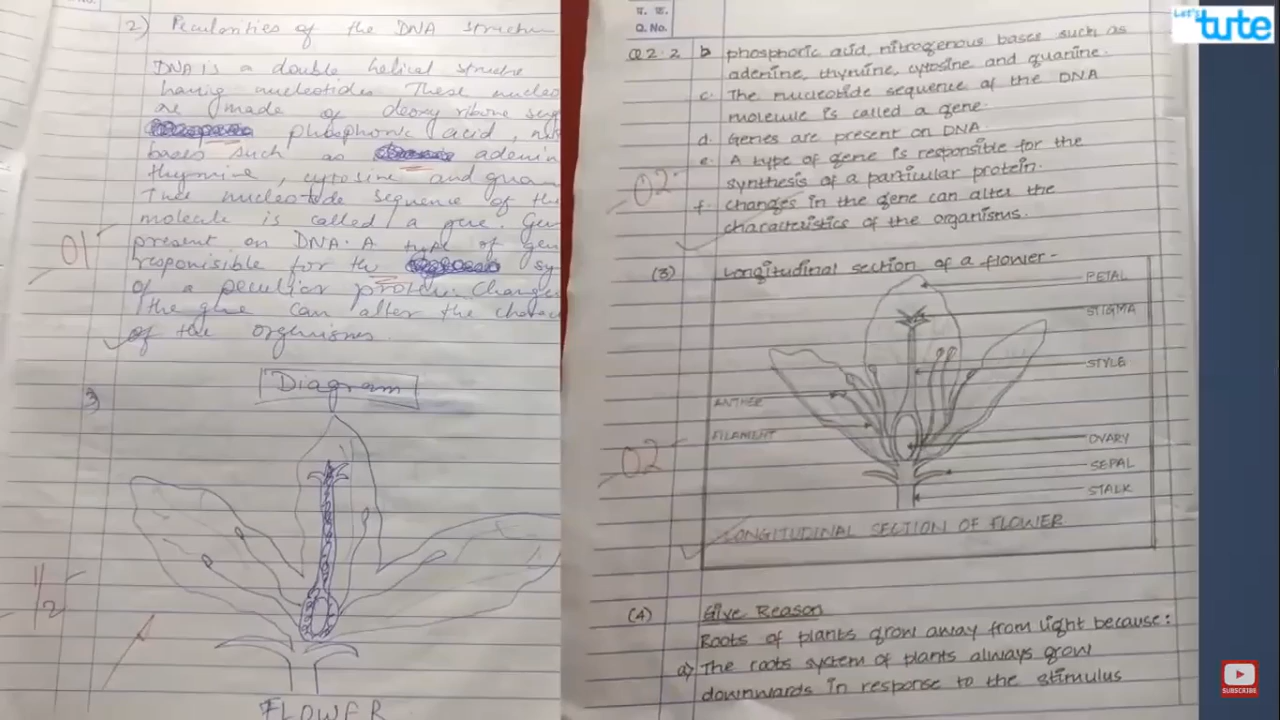 2) Peculiarities of the DNA Structure
DNA is a double helical structure
having nucleotides These nucleo
are made of deoxy ribone sug
phosphoric acid,
bases such as adenin
thymine, cytosine and guan
The nucleotide sequence of the
molecule is called a gene. Gen
present on DNA. A type of gen
01
responisible for the sy
of a peculier protein. Change
the gene can alter the charac
of the organisms
3
Diagram
1/2
FLOWER
प्र. क्र.
Q.No.
Q2.2 b phosphoric acid, nitrogenous bases such as
adenine, thymine, cytosine and guanine.
c. The nucleotide sequence of the DNA
molecule is called a gene.
d. Genes are present on DNA.
e. A type of gene is responsible for the
02
synthesis of a particular protein.
f. Changes in the gene can alter the
characteristics of the organisms.
(3) Longitudinal section of a flower-
PETAL
STIGMA
STYLE
ANTHER
FILAMENT
OVARY
02
SEPAL
STALK
LONGITUDINAL SECTION OF FLOWER
(4) Give Reason
Roots of plants grow away from light because:
a) The roots system of plants always grow
downwards in response to the stimulus
Let's
tute
SUBSCRIBE